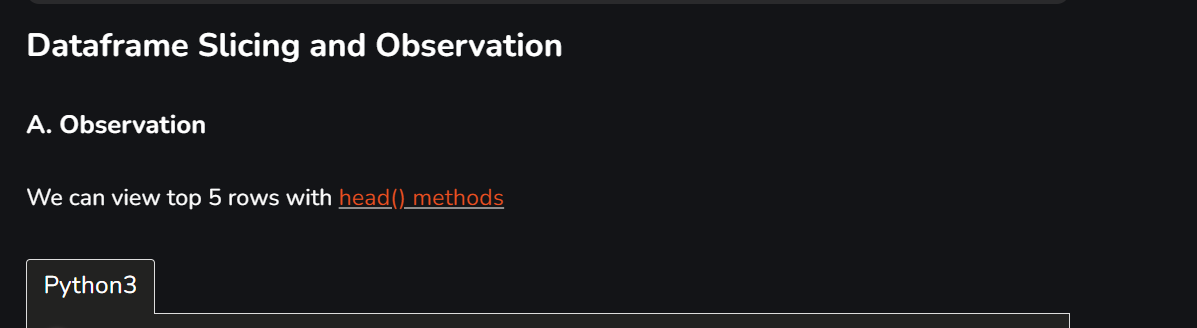 Dataframe Slicing and Observation
A. Observation
We can view top 5 rows with head() methods
Python3